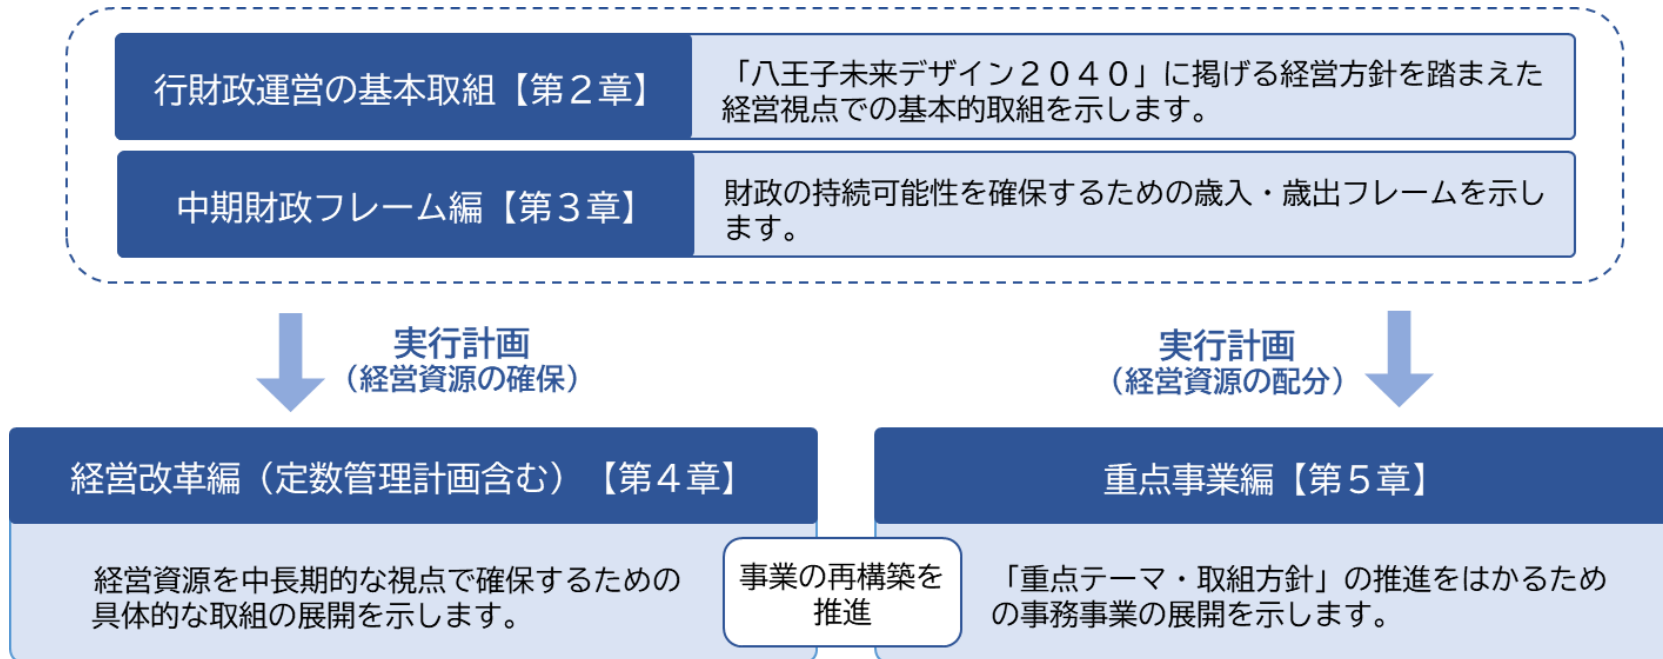 行財政運営の基本取組【第２章】
「八王子未来デザイン２０４０」に掲げる経営方針を踏まえた
経営視点での基本的取組を示します。
中期財政フレーム編【第３章】
財政の持続可能性を確保するための歳入・歳出フレームを示し
ます。
実行計画
（経営資源の確保）
実行計画
（経営資源の配分）
経営改革編（定数管理計画含む）【第４章】
経営資源を中長期的な視点で確保するための
具体的な取組の展開を示します。
事業の再構築を
推進
重点事業編【第５章】
「重点テーマ・取組方針」の推進をはかるため
の事務事業の展開を示します。